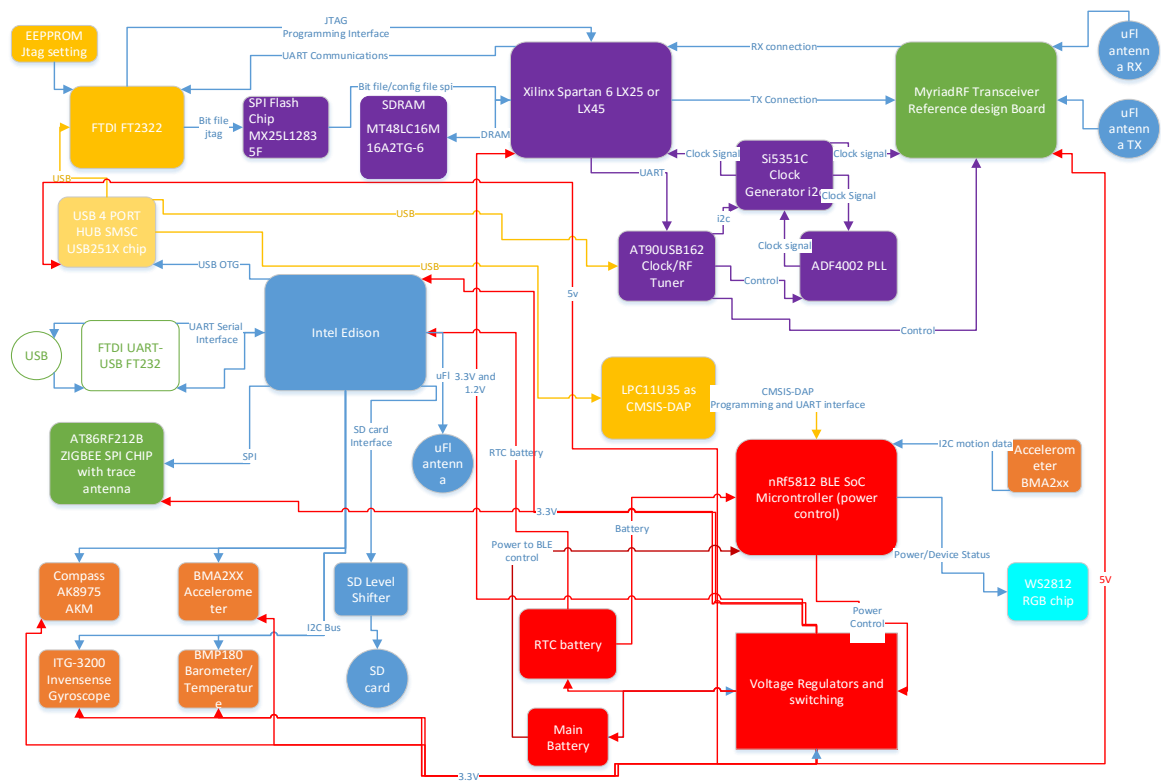 JTAG
Programming Interface
EEPPROM
Jtag setting
UART Communications
RX connection
uFl
antenn
a RX
FTDI FT2322
Bit file
jtag
SPI Flash
Chip
MX25L1283
5F
Bit file/config file spi
SDRAM
MT48LC16M
16A2TG-6
DRAM
Xilinx Spartan 6 LX25 or
LX45
TX Connection
MyriadRF Transceiver
Reference design Board
uFl
antenn
a TX
Clock Signal
Si5351C
Clock
Generator i2c
Clock signal
UART
Clock Signal
USB
USB 4 PORT
HUB SMSC
USB251X chip
USB
i2c
AT90USB162
Clock/RF
Tuner
Clock signal
ADF4002 PLL
Control
USB OTG
USB
5v
Control
Intel Edison
UART Serial
Interface
USB
FTDI UART-
USB FT232
uFl
3.3V and
1.2V
LPC11U35 as
CMSIS-DAP
CMSIS-DAP
Programming and UART interface
SD card
Interface
AT86RF212B
ZIGBEE SPI CHIP
with trace
antenna
SPI
uFl
antenn
a
RTC battery
I2C motion data
Accelerom
eter
BMA2xx
nRf5812 BLE SoC
Microntroller (power
control)
3.3V
Battery
Power to BLE
control
Power/Device Status
WS2812
RGB chip
5V
Compass
AK8975
AKM
BMA2XX
Accelerome
ter
SD Level
Shifter
Power
Control
I2C Bus
RTC battery
ITG-3200
Invensense
Gyroscope
BMP180
Barometer/
Temperatur
e
SD
card
Voltage Regulators and
switching
Main
Battery
3.3V